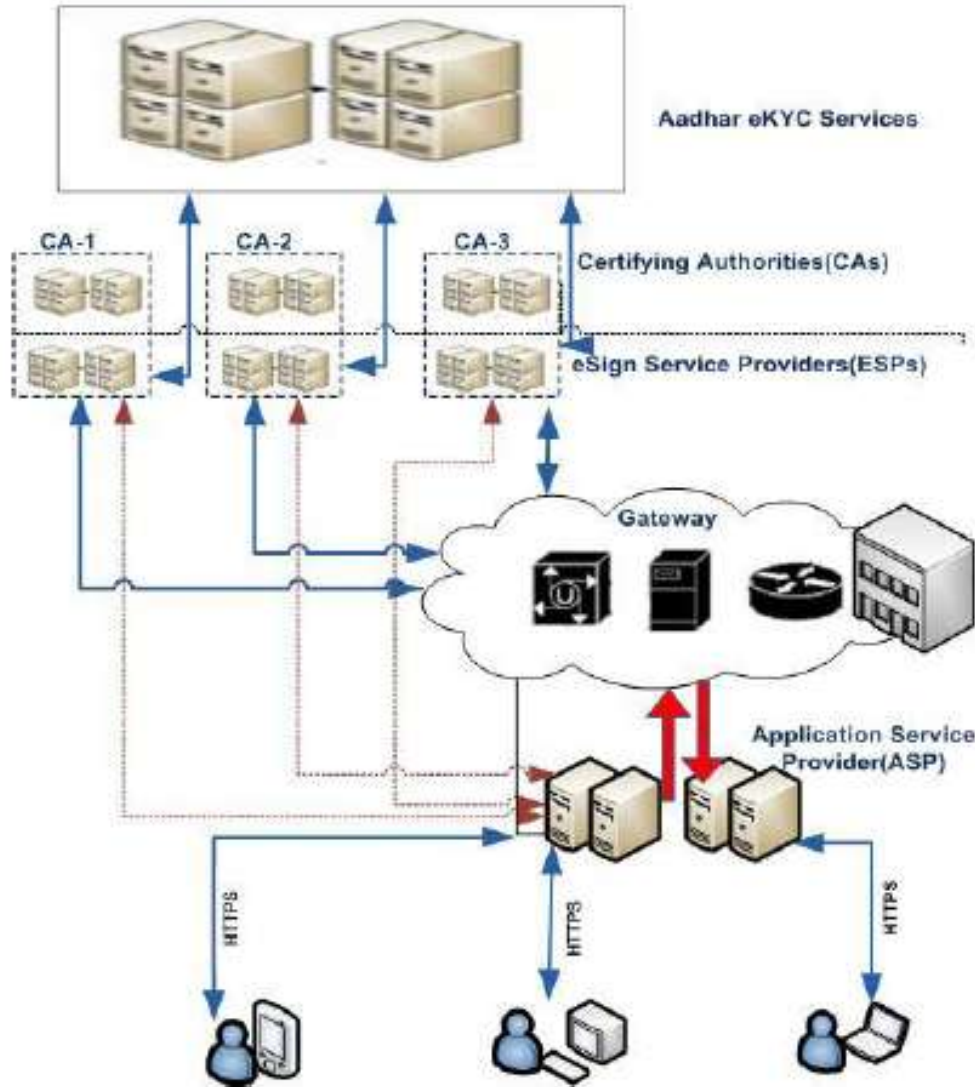 Aadhar eKYC Services
CA-1
CA-2
CA-3
Certifying Authorities(CAs)
eSign Service Providers(ESPs)
Gateway
U
Application Service
Provider(ASP)
HTTPS
HTTPS
HTTPS